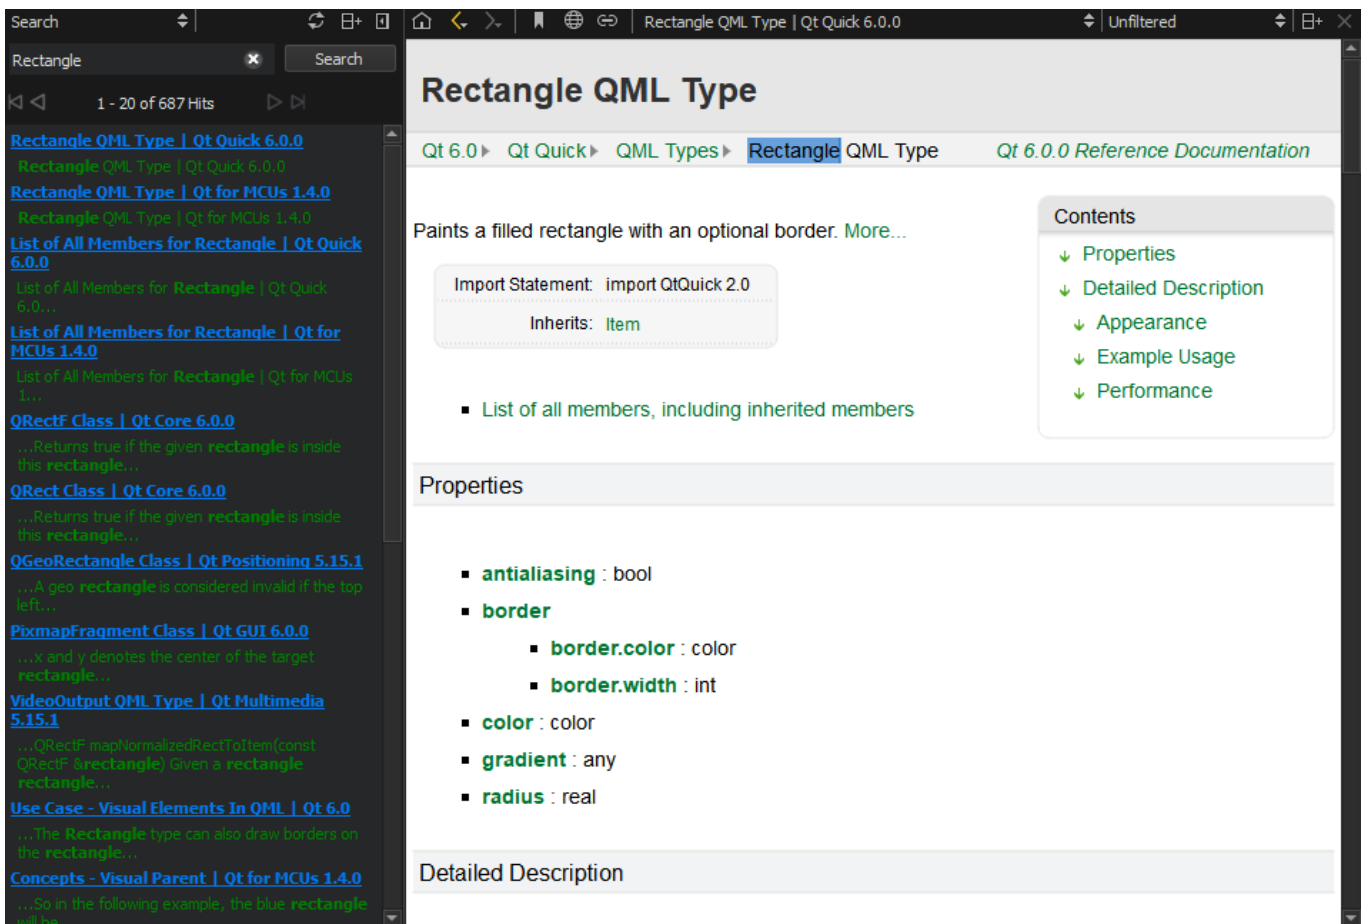 Search
Rectangle
Search
1 - 20 of 687 Hits
Rectangle QML Type | Qt Quick 6.0.0
Rectangle QML Type | Qt Quick 6.0.0
Rectangle QML Type | Qt for MCUs 1.4.0
Rectangle QML Type | Qt for MCUs 1.4.0
List of All Members for Rectangle | Qt Quick
6.0.0
List of All Members for Rectangle | Qt Quick
6.0...
List of All Members for Rectangle | Qt for
MCUs 1.4.0
List of All Members for Rectangle | Qt for MCUs
1...
QRectF Class | Qt Core 6.0.0
...Returns true if the given rectangle is inside
this rectangle...
QRect Class | Qt Core 6.0.0
...Returns true if the given rectangle is inside
this rectangle...
QGeoRectangle Class | Qt Positioning 5.15.1
...A geo rectangle is considered invalid if the top
left...
PixmapFragment Class | Qt GUI 6.0.0
...x and y denotes the center of the target
rectangle...
VideoOutput QML Type | Qt Multimedia
5.15.1
...QRectF mapNormalizedRectToItem(const
QRectF &rectangle) Given a rectangle
rectangle...
Use Case - Visual Elements In QML | Qt 6.0
...The Rectangle type can also draw borders on
the rectangle...
Concepts - Visual Parent | Qt for MCUs 1.4.0
...So in the following example, the blue rectangle
will be
Rectangle QML Type | Qt Quick 6.0.0
Unfiltered
Rectangle QML Type
Qt 6.0 Qt Quick QML Types Rectangle QML Type Qt 6.0.0 Reference Documentation
Paints a filled rectangle with an optional border. More...
Import Statement: import QtQuick 2.0
Inherits: Item
List of all members, including inherited members
Contents
Properties
Detailed Description
Appearance
Example Usage
Performance
Properties
antialiasing : bool
border
border.color : color
border.width : int
color : color
gradient : any
radius : real
Detailed Description